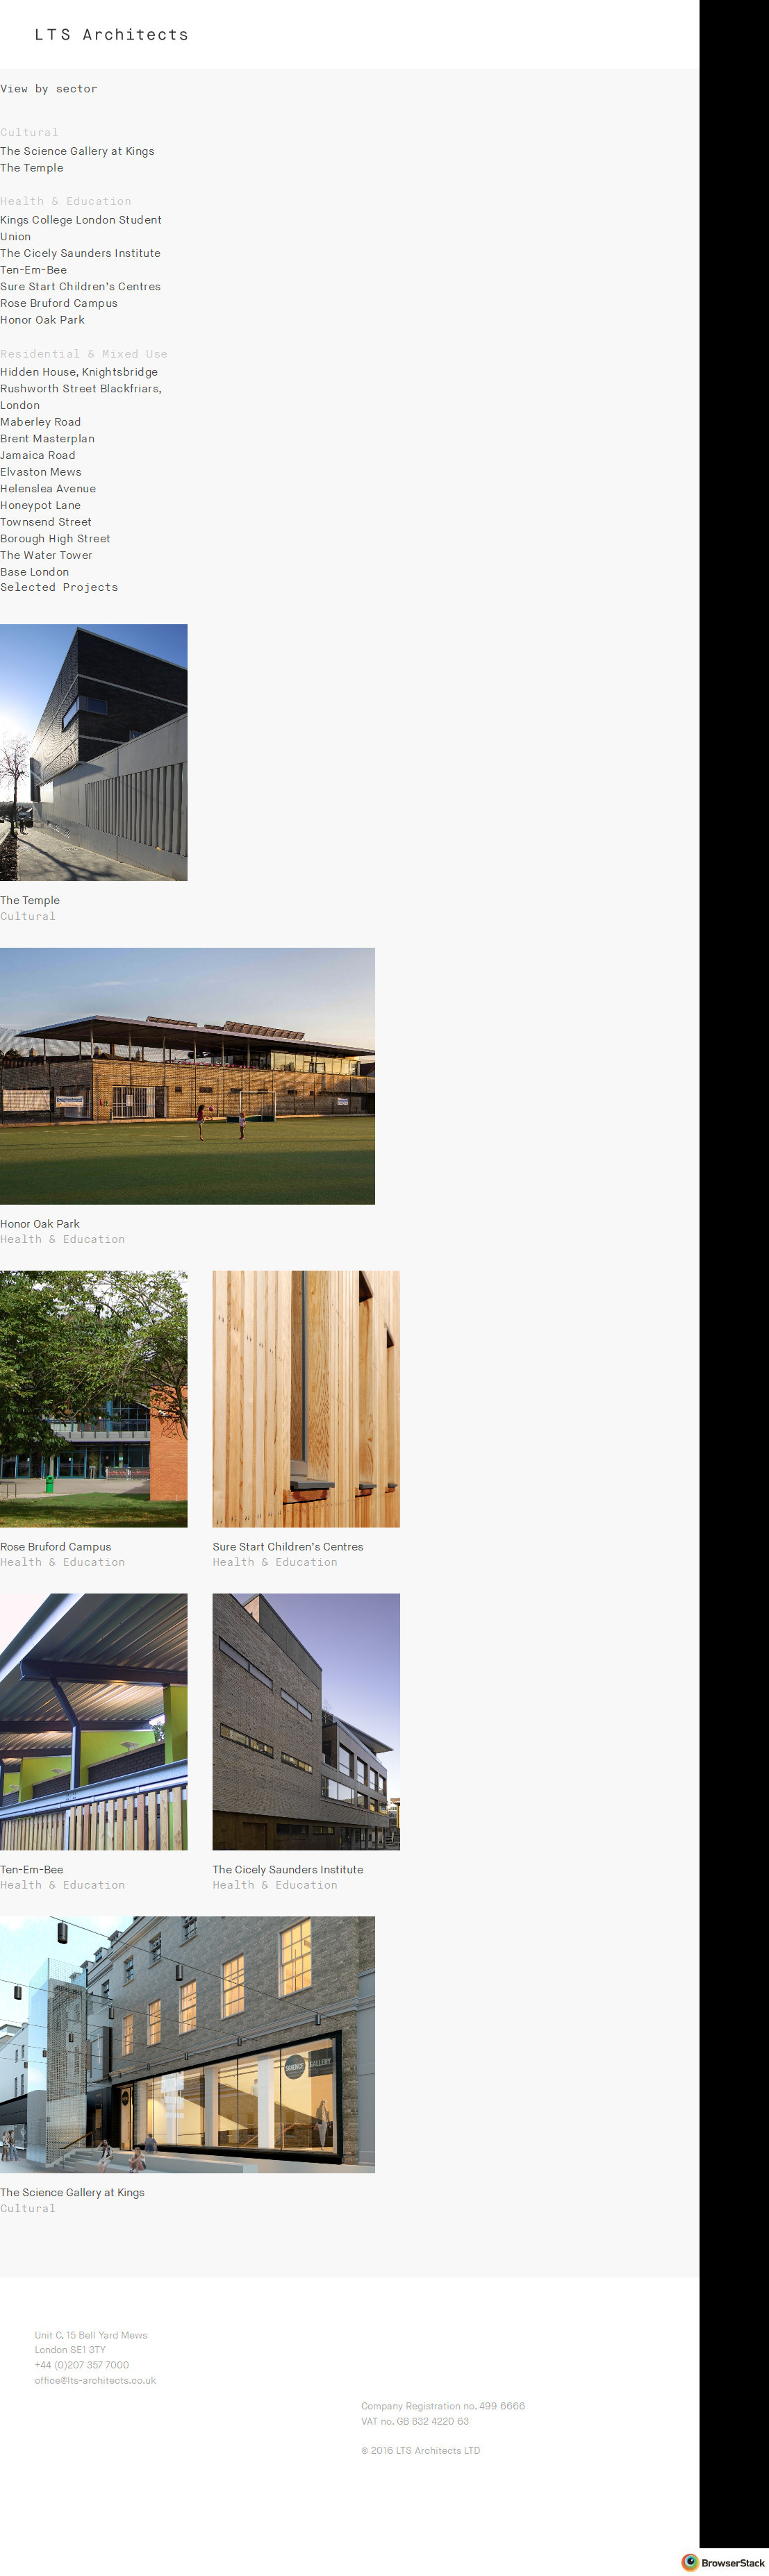 LTS Architects
View by sector
Cultural
The Science Gallery at Kings
The Temple
Health & Education
Kings College London Student
Union
The Cicely Saunders Institute
Ten-Em-Bee
Sure Start Children's Centres
Rose Bruford Campus
Honor Oak Park
Residential & Mixed Use
Hidden House, Knightsbridge
Rushworth Street Blackfriars,
London
Maberley Road
Brent Masterplan
Jamaica Road
Elvaston Mews
Helenslea Avenue
Honeypot Lane
Townsend Street
Borough High Street
The Water Tower
Base London
Selected Projects
The Temple
Cultural
Honor Oak Park
Health & Education
Rose Bruford Campus
Health & Education
Sure Start Children's Centres
Health & Education
Ten-Em-Bee
Health & Education
The Cicely Saunders Institute
Health & Education
SCIENCE GALLERY
The Science Gallery at Kings
Cultural
Unit C, 15 Bell Yard Mews
London SE1 3TY
+44 (0)207 357 7000
office@lts-architects.co.uk
Company Registration no. 499 6666
VAT no. GB 832 4220 63
© 2016 LTS Architects LTD
BrowserStack